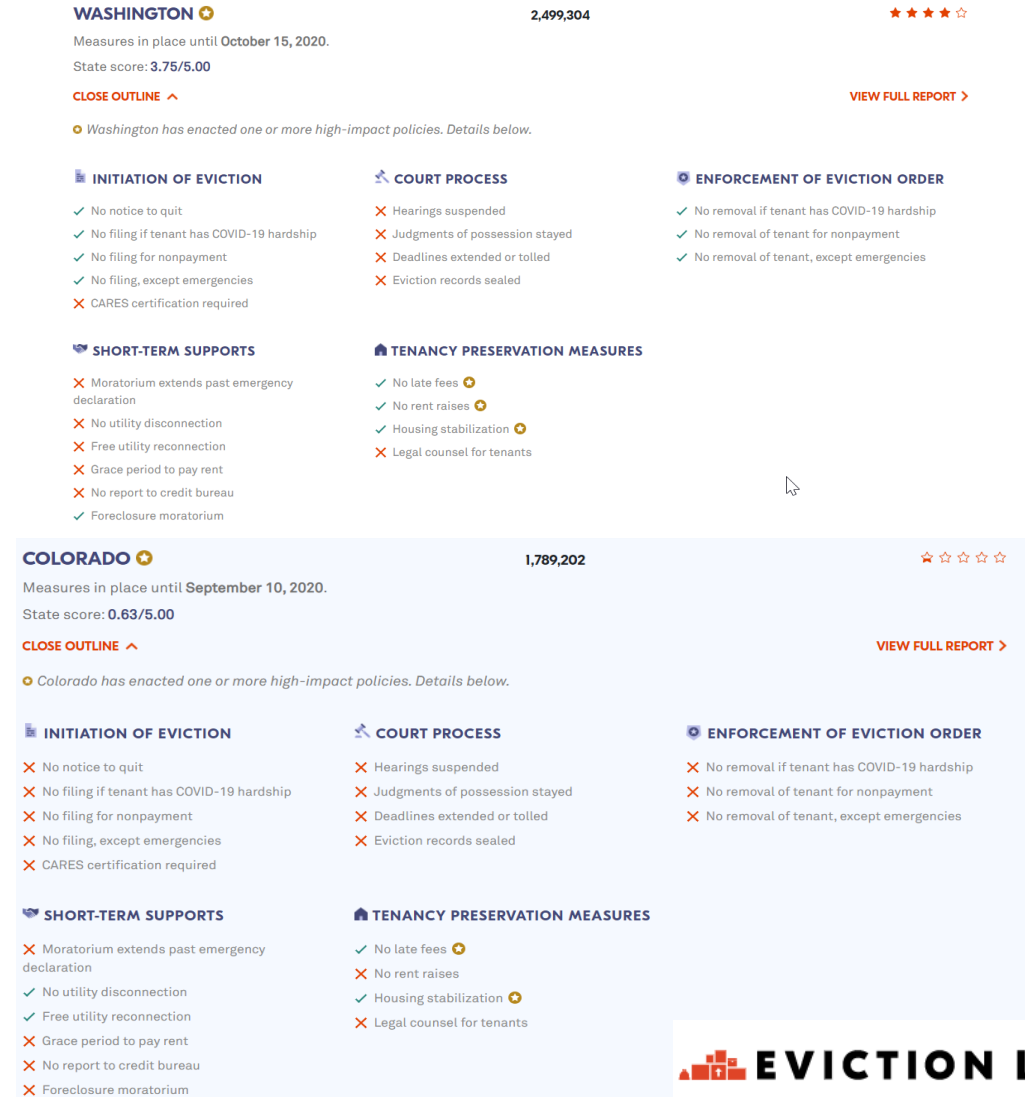 WASHINGTON
2,499,304
Measures in place until October 15, 2020.
State score: 3.75/5.00
CLOSE OUTLINE
VIEW FULL REPORT
Washington has enacted one or more high-impact policies. Details below.
INITIATION OF EVICTION
No notice to quit
No filing if tenant has COVID-19 hardship
No filing for nonpayment
No filing, except emergencies
CARES certification required
COURT PROCESS
Hearings suspended
Judgments of possession stayed
Deadlines extended or tolled
Eviction records sealed
ENFORCEMENT OF EVICTION ORDER
No removal if tenant has COVID-19 hardship
No removal of tenant for nonpayment
No removal of tenant, except emergencies
SHORT-TERM SUPPORTS
Moratorium extends past emergency
declaration
No utility disconnection
Free utility reconnection
Grace period to pay rent
No report to credit bureau
Foreclosure moratorium
TENANCY PRESERVATION MEASURES
No late fees
No rent raises
Housing stabilization
Legal counsel for tenants
COLORADO
1,789,202
Measures in place until September 10, 2020.
State score: 0.63/5.00
CLOSE OUTLINE
VIEW FULL REPORT
Colorado has enacted one or more high-impact policies. Details below.
INITIATION OF EVICTION
No notice to quit
No filing if tenant has COVID-19 hardship
No filing for nonpayment
No filing, except emergencies
CARES certification required
COURT PROCESS
Hearings suspended
Judgments of possession stayed
Deadlines extended or tolled
Eviction records sealed
ENFORCEMENT OF EVICTION ORDER
No removal if tenant has COVID-19 hardship
No removal of tenant for nonpayment
No removal of tenant, except emergencies
SHORT-TERM SUPPORTS
Moratorium extends past emergency
declaration
No utility disconnection
Free utility reconnection
Grace period to pay rent
No report to credit bureau
Foreclosure moratorium
TENANCY PRESERVATION MEASURES
No late fees
No rent raises
Housing stabilization
Legal counsel for tenants
EVICTION